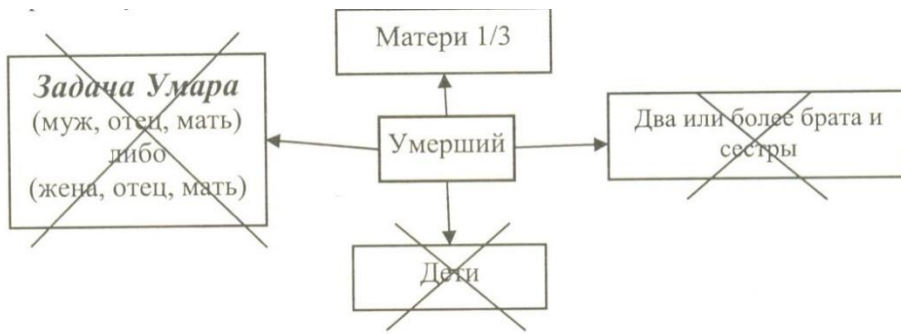 Матери 1/3
Задача Умара
(муж, отец, мать)
либо
(жена, отец, мать)
Умерший
Два или более брата и
сестры
Дети